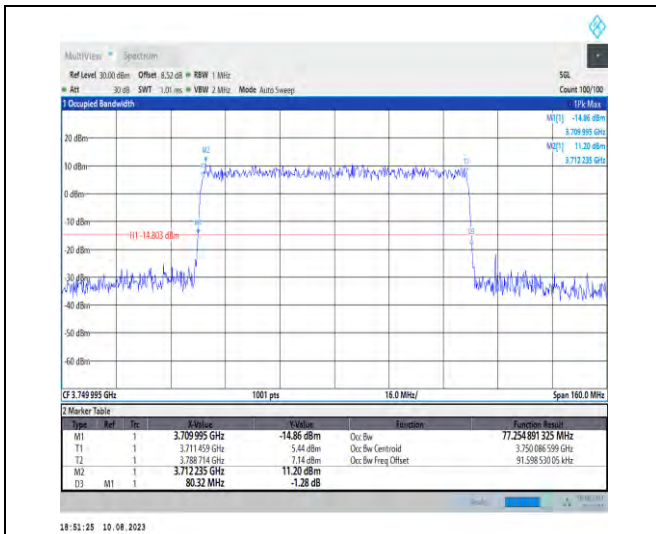 MultiView Spectrum
Ref Level 30.00 dBm Offset 8.52 dB RBW 1 MHz SGL
Att 30 dB SWT 1.01 ms VBW 2 MHz Mode Auto Sweep Count 100/100
1 Occupied Bandwidth 1Pk Max
M1[1] -14.86 dBm
3.709 995 GHz
M2[1] 11.20 dBm
3.712 235 GHz
20 dBm
M2
T2
10 dBm
0 dBm
-10 dBm
H1 -14.803 dBm
D3
-20 dBm
-30 dBm
-40 dBm
-50 dBm
-60 dBm
CF 3.749 995 GHz 1001 pts 16.0 MHz/ Span 160.0 MHz
2 Marker Table
Type Ref Trc X-Value Y-Value Function Function Result
M1 1 3.709 995 GHz -14.86 dBm Occ Bw 77.254 891 325 MHz
T1 1 3.711 459 GHz 5.44 dBm Occ Bw Centroid 3.750 086 599 GHz
T2 1 3.788 714 GHz 7.14 dBm Occ Bw Freq Offset 91.598 530 05 kHz
M2 1 3.712 235 GHz 11.20 dBm
D3 M1 1 80.32 MHz -1.28 dB
18:51:25 10.08.2023